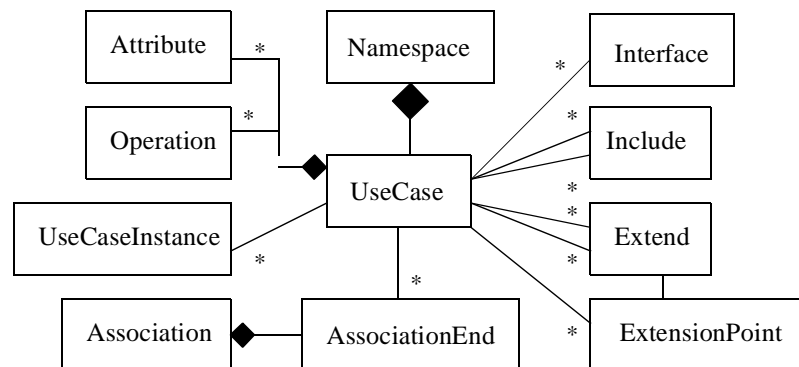 Attribute * Namespace Interface
*
* *
Operation Include
UseCase
*
*
UseCaseInstance Extend
* *
*
Association AssociationEnd * ExtensionPoint